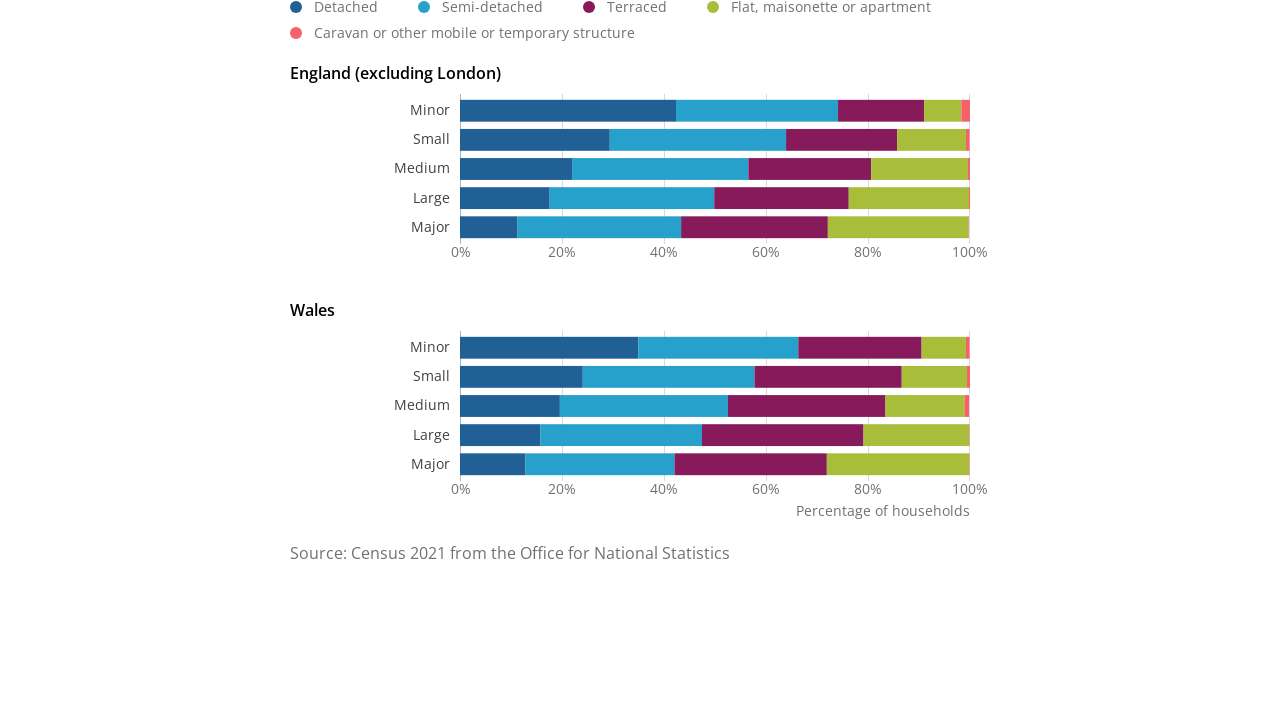 Detached Semi-detached Terraced Flat, maisonette or apartment
Caravan or other mobile or temporary structure
England (excluding London)
Minor
Small
Medium
Large
Major
0% 20% 40% 60% 80% 100%
Wales
Minor
Small
Medium
Large
Major
0% 20% 40% 60% 80% 100%
Percentage of households
Source: Census 2021 from the Office for National Statistics